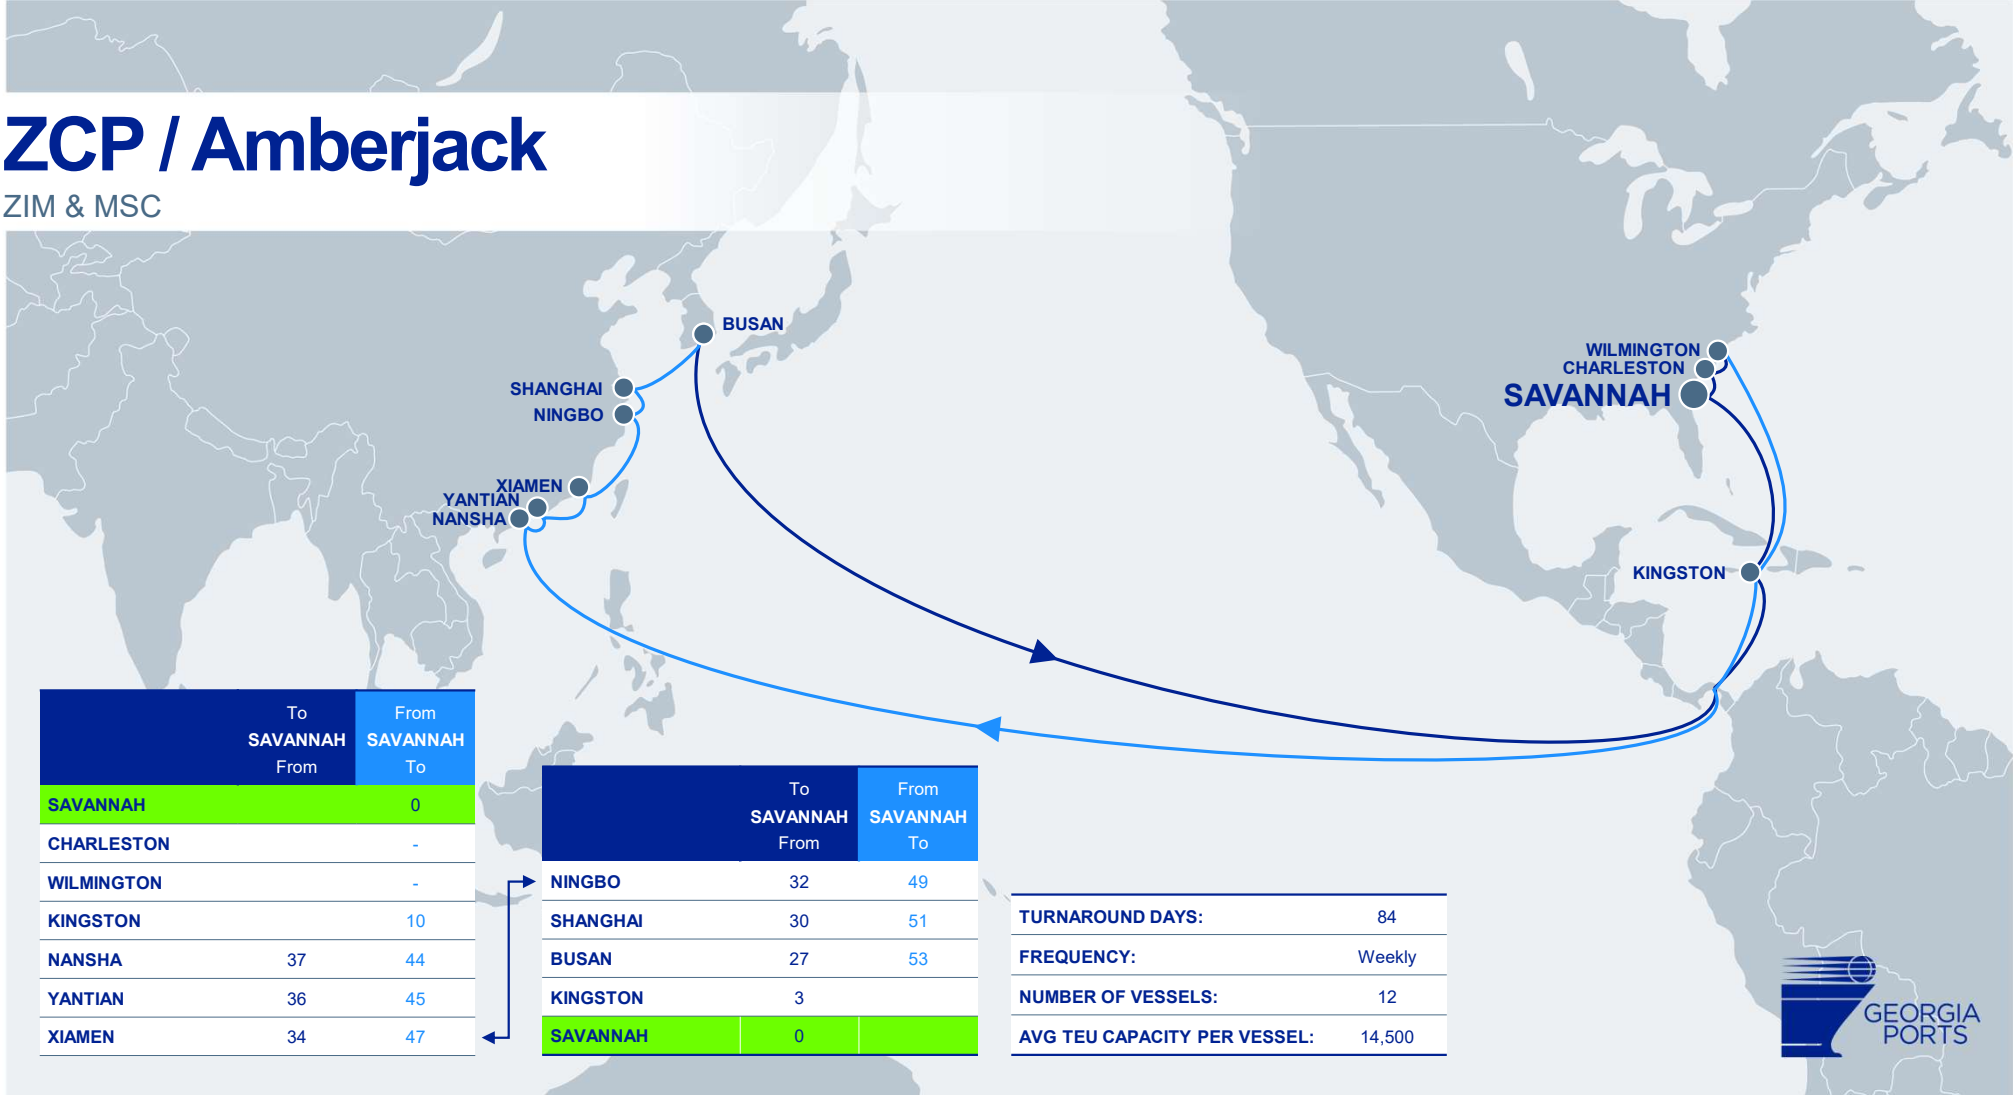 ZCP / Amberjack
ZIM & MSC
BUSAN
SHANGHAI
NINGBO
XIAMEN
YANTIAN
NANSHA
WILMINGTON
CHARLESTON
SAVANNAH
KINGSTON
To SAVANNAH From
From SAVANNAH To
SAVANNAH 0
CHARLESTON -
WILMINGTON -
KINGSTON 10
NANSHA 37 44
YANTIAN 36 45
XIAMEN 34 47
To SAVANNAH From
From SAVANNAH To
NINGBO 32 49
SHANGHAI 30 51
BUSAN 27 53
KINGSTON 3
SAVANNAH 0
TURNAROUND DAYS: 84
FREQUENCY: Weekly
NUMBER OF VESSELS: 12
AVG TEU CAPACITY PER VESSEL: 14,500
GEORGIA
PORTS